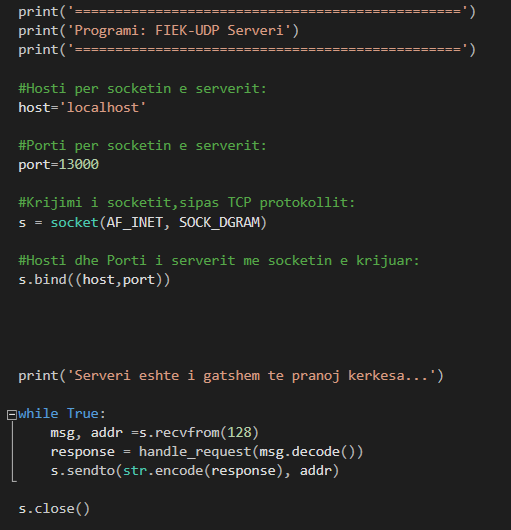 print('==============================================')
print('Programi: FIEK-UDP Serveri')
print('==============================================')
#Hosti per socketin e serverit:
host='localhost'
#Porti per socketin e serverit:
port=13000
#Krijimi i socketit,sipas TCP protokollit:
s = socket(AF_INET, SOCK_DGRAM)
#Hosti dhe Porti i serverit me socketin e krijuar:
s.bind((host,port))
print('Serveri eshte i gatshem te pranoj kerkesa...')
while True:
    msg, addr =s.recvfrom(128)
    response = handle_request(msg.decode())
    s.sendto(str.encode(response), addr)
s.close()